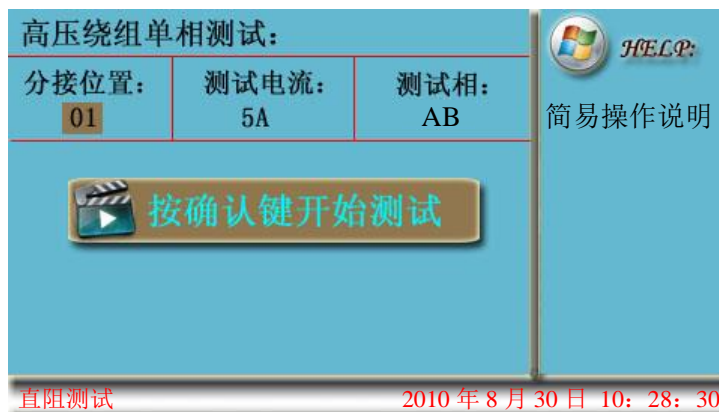 高压绕组单相测试：
HELP:
分接位置： 测试电流： 测试相：
01 5A AB
简易操作说明
按确认键开始测试
直阻测试 2010 年 8 月 30 日 10：28：30